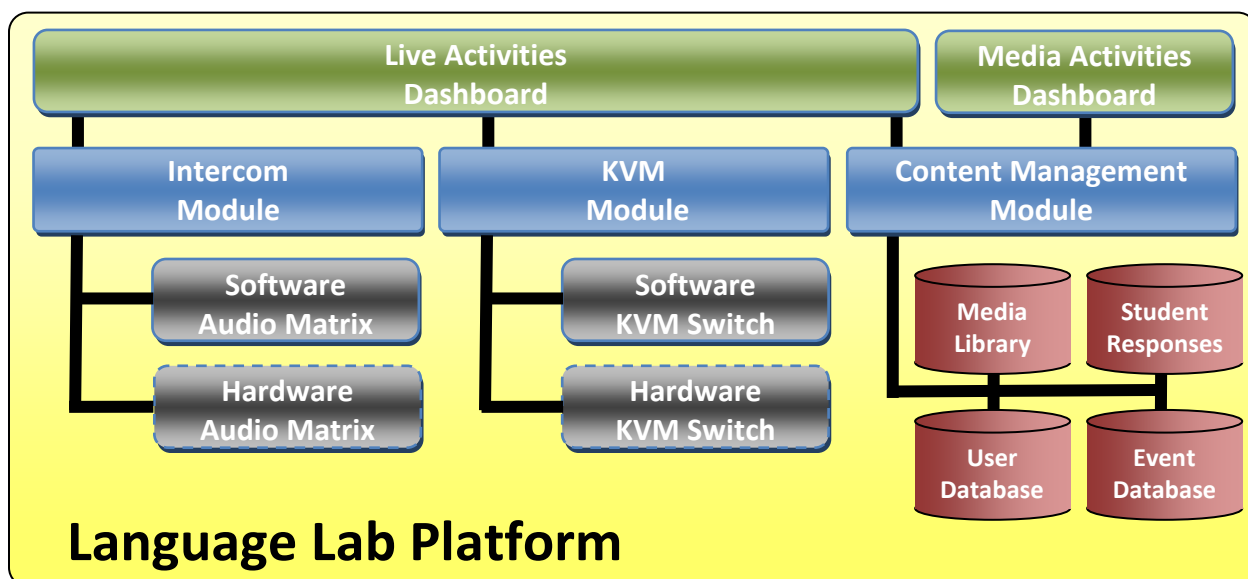 Live Activities
Dashboard
Media Activities
Dashboard
Intercom
Module
KVM
Module
Content Management
Module
Software
Audio Matrix
Software
KVM Switch
Media
Library
Student
Responses
Hardware
Audio Matrix
Hardware
KVM Switch
User
Database
Event
Database
Language Lab Platform